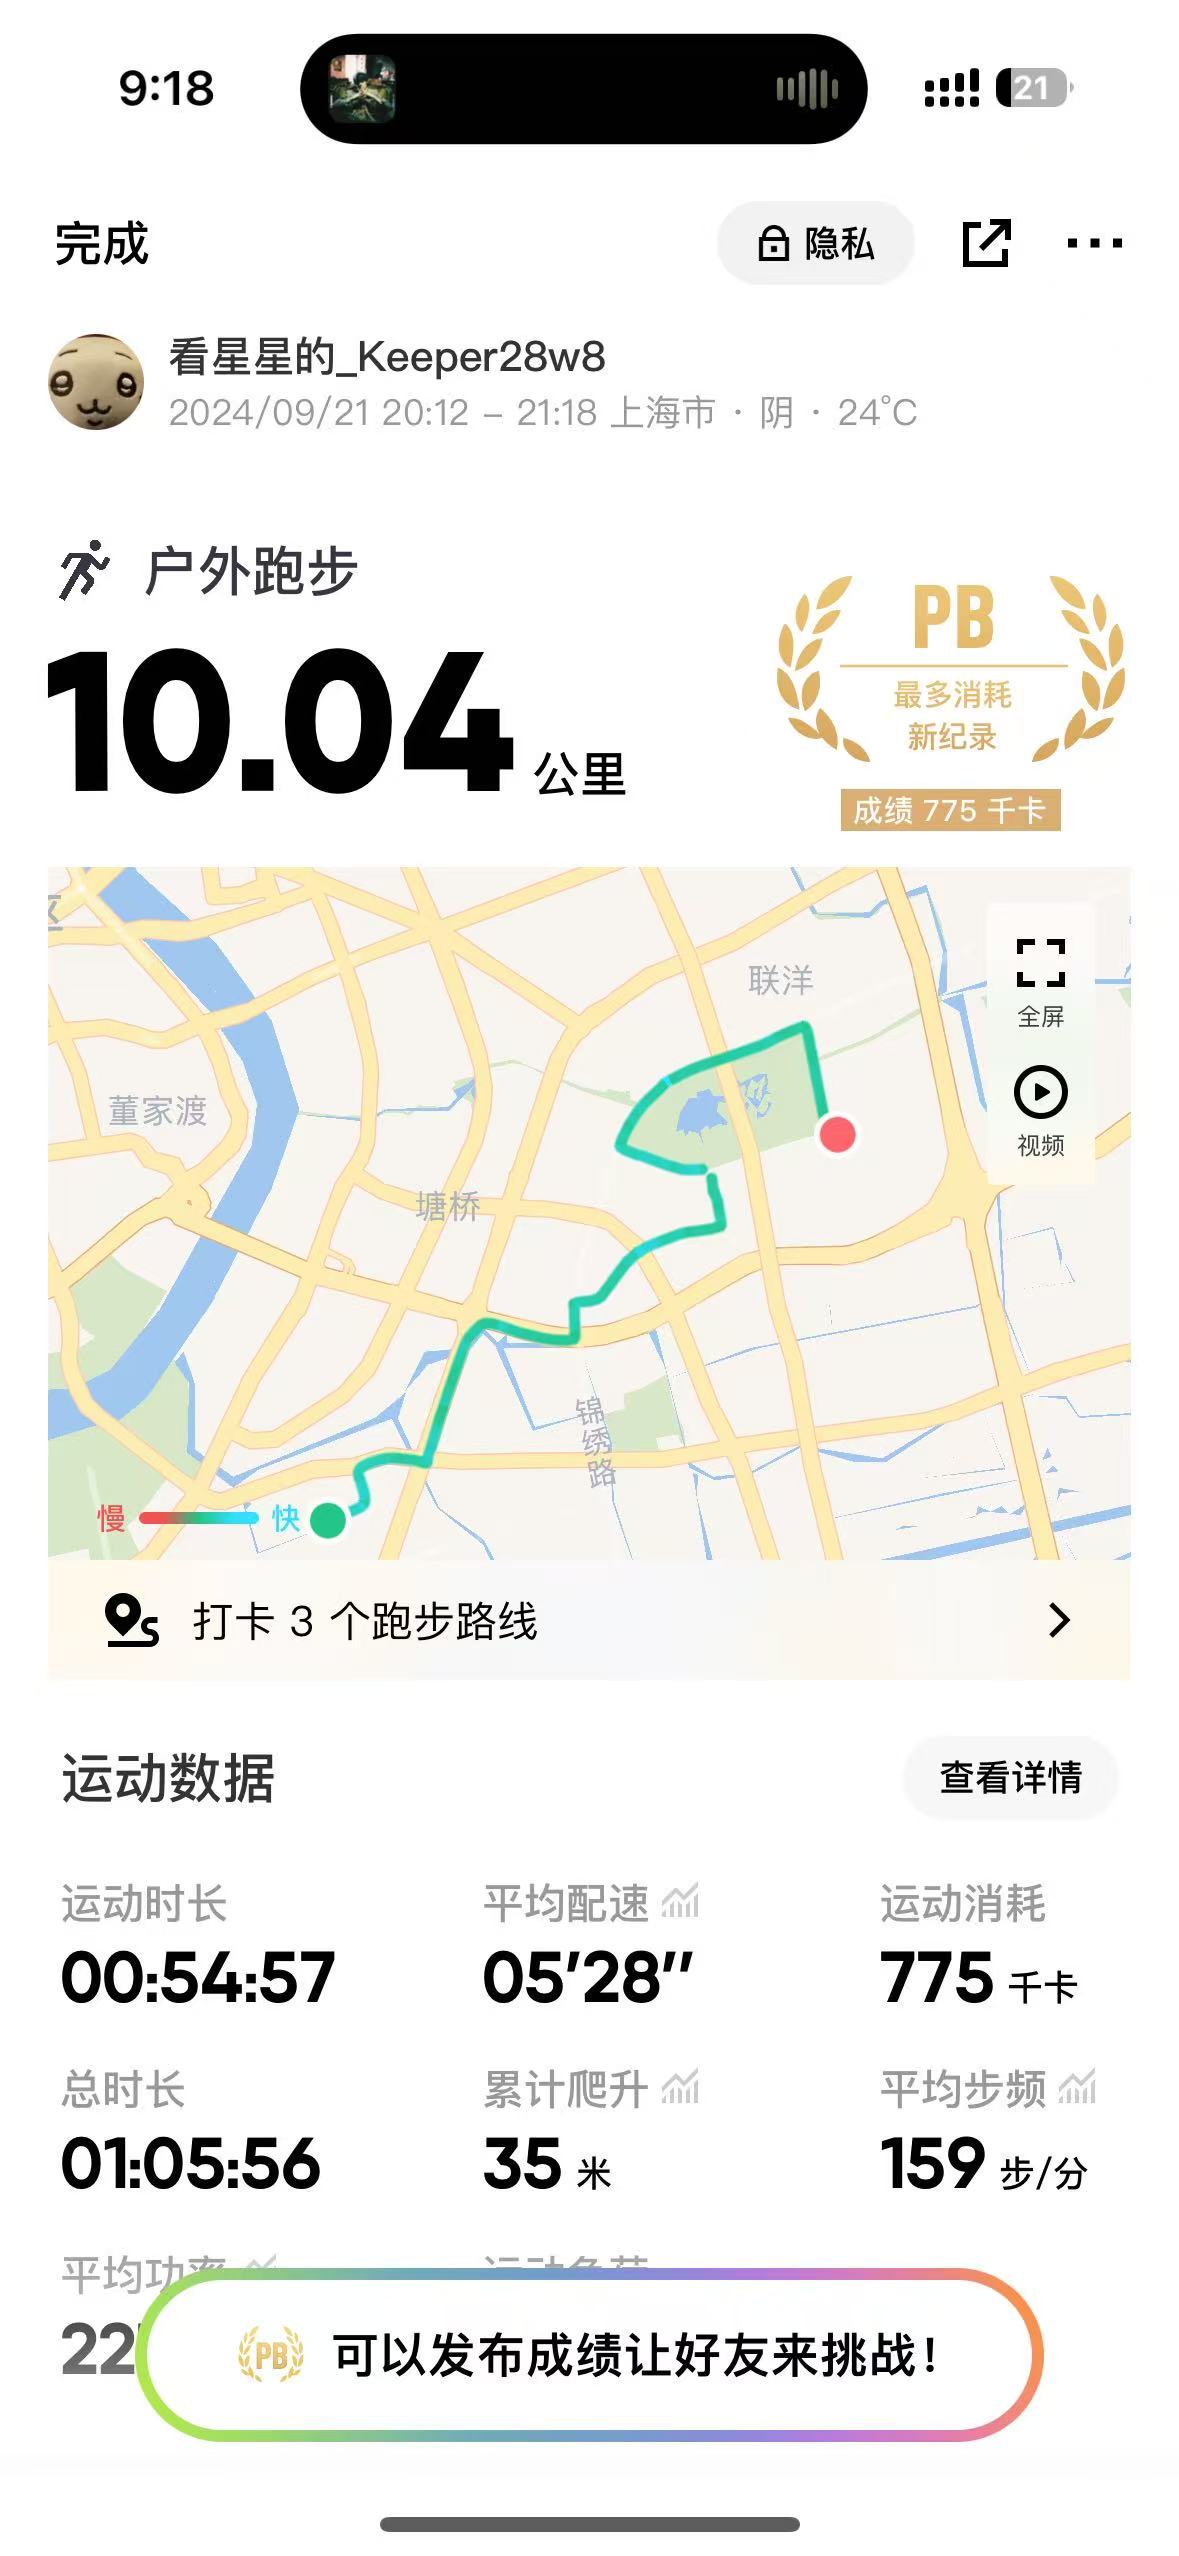 9:18
21
完成
隐私
看星星的_Keeper28w8
2024/09/21 20:12 – 21:18 上海市 · 阴 · 24°C
户外跑步
10.04 公里
PB
最多消耗
新纪录
成绩 775 千卡
联洋
全屏
视频
董家渡
塘桥
锦绣路
慢
快
打卡 3 个跑步路线
运动数据
查看详情
运动时长
平均配速
运动消耗
00:54:57
05'28''
775 千卡
总时长
累计爬升
平均步频
01:05:56
35 米
159 步/分
平均功率
22
PB
可以发布成绩让好友来挑战！